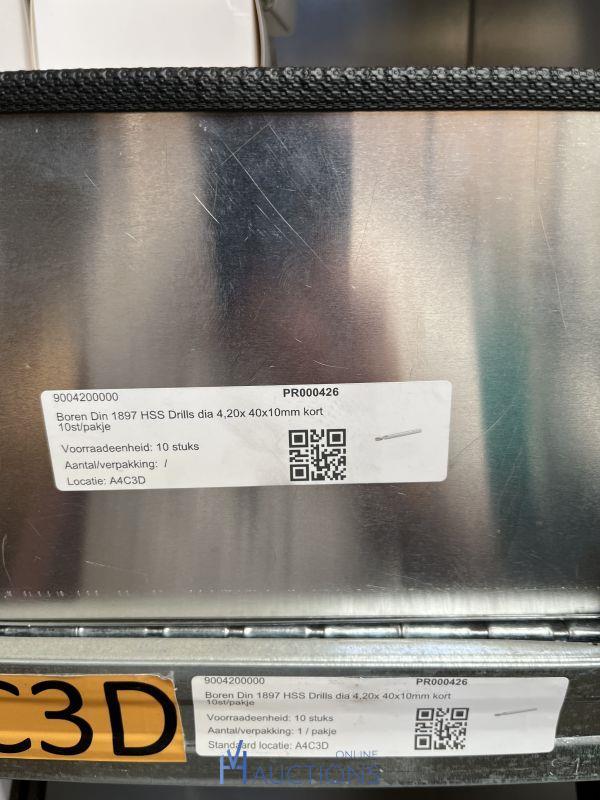 9004200000 PR000426
Boren Din 1897 HSS Drills dia 4,20x 40x10mm kort
10st/pakje
Voorraadeenheid: 10 stuks
Aantal/verpakking: /
Locatie: A4C3D
C3D
9004200000 PR000426
Boren Din 1897 HSS Drills dia 4,20x 40x10mm kort
10st/pakje
Voorraadeenheid: 10 stuks
Aantal/verpakking: 1 / pakje
Standaard locatie: A4C3D
ONLINE
AUCTIONS